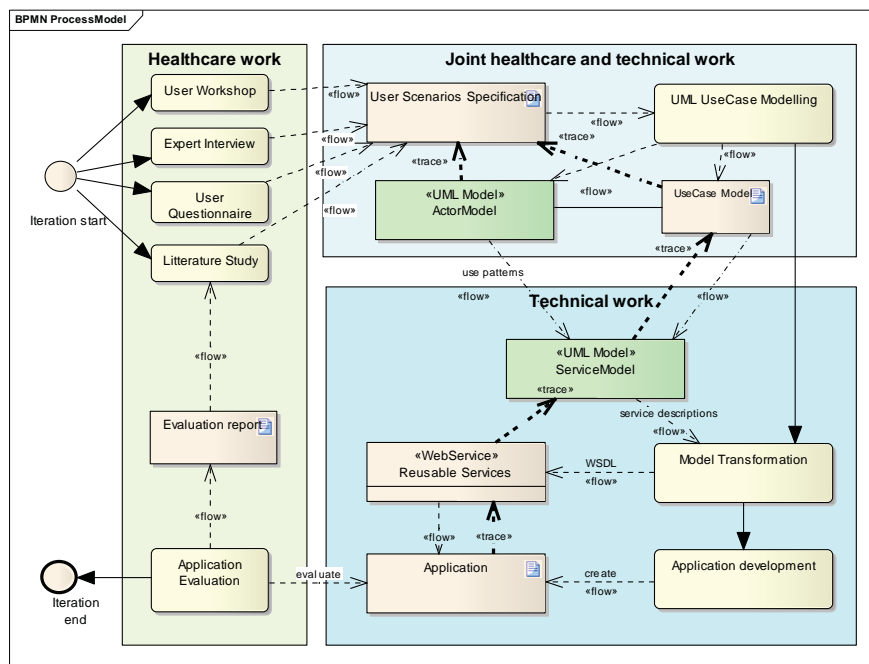 BPMN ProcessModel
Healthcare work
User Workshop
Expert Interview
User
Questionnaire
Litterature Study
Iteration start
«flow»
Evaluation report
«flow»
Application
Evaluation
Iteration
end
Joint healthcare and technical work
«flow»
«flow»
«flow»
«flow»
User Scenarios Specification
«flow»
UML UseCase Modelling
«trace»
«trace»
«flow»
«flow»
«UML Model»
ActorModel
UseCase Model
«trace»
use patterns
«flow»
«flow»
Technical work
«UML Model»
ServiceModel
«trace»
service descriptions
«flow»
«WebService»
Reusable Services
WSDL
«flow»
Model Transformation
«flow»
«trace»
evaluate
Application
create
«flow»
Application development